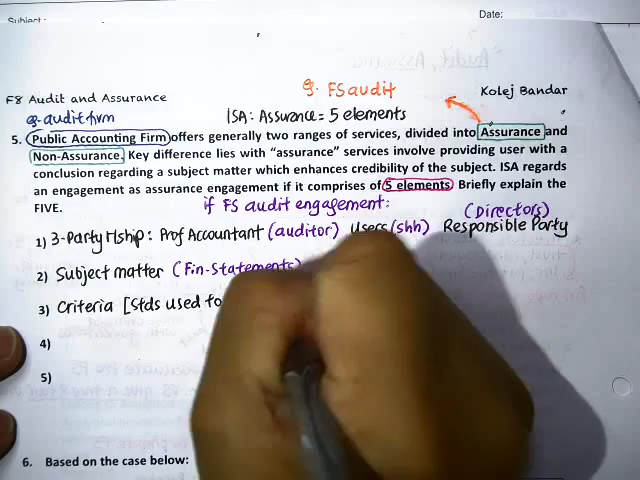 Subject:
Date:
F8 Audit and Assurance
eg. FS audit
Kolej Bandar
eg. audit firm
ISA: Assurance = 5 elements
5. Public Accounting Firm offers generally two ranges of services, divided into Assurance and
Non-Assurance. Key difference lies with "assurance" services involve providing user with a
conclusion regarding a subject matter which enhances credibility of the subject. ISA regards
an engagement as assurance engagement if it comprises of 5 elements. Briefly explain the
FIVE.
if FS audit engagement:
(Directors)
1) 3-Party r/ship: Prof Accountant (auditor) Users (shh) Responsible Party
2) Subject matter (Fin-Statements)
3) Criteria [Stds used to
4)
5)
6. Based on the case below: